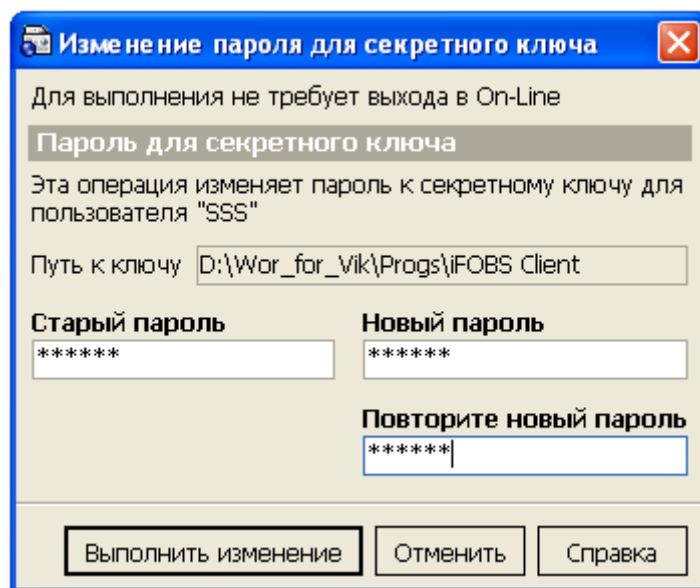 Изменение пароля для секретного ключа
Для выполнения не требует выхода в On-Line
Пароль для секретного ключа
Эта операция изменяет пароль к секретному ключу для
пользователя "SSS"
Путь к ключу D:\Wor_for_Vik\Progs\iFOBS Client
Старый пароль Новый пароль
****** ******
Повторите новый пароль
******
Выполнить изменение Отменить Справка